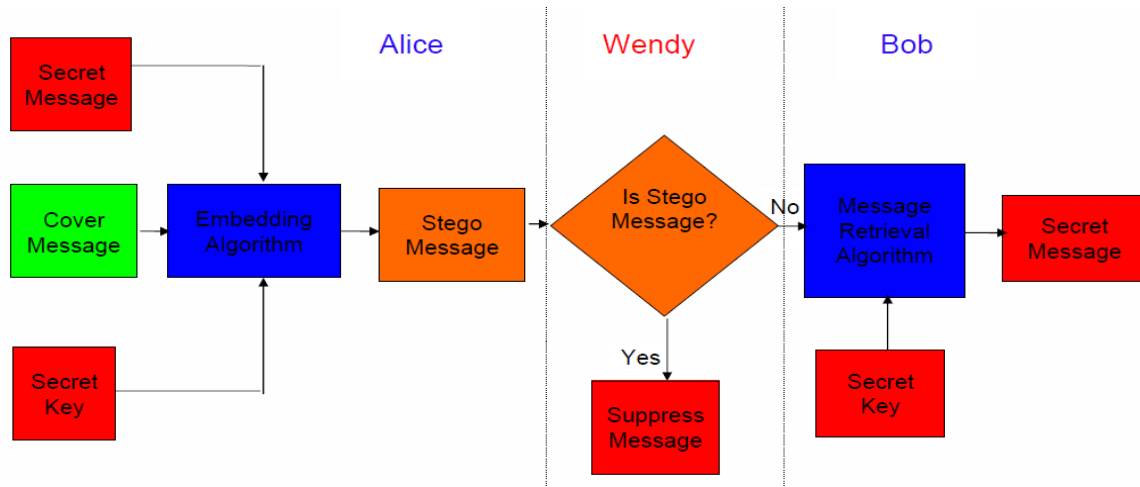 Alice
Wendy
Bob
Secret
Message
Cover
Message
Embedding
Algorithm
Stego
Message
Is Stego
Message?
No
Message
Retrieval
Algorithm
Secret
Message
Secret
Key
Yes
Suppress
Message
Secret
Key